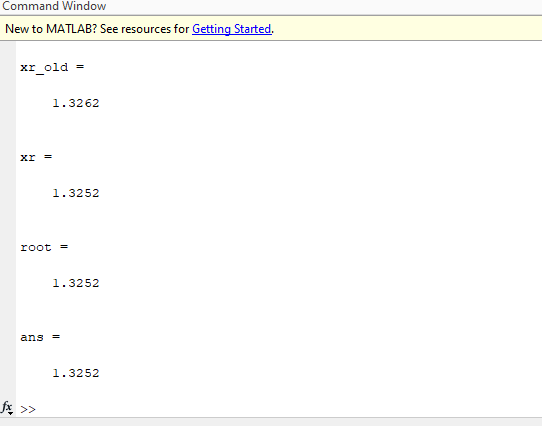 Command Window
New to MATLAB? See resources for Getting Started.
xr_old =
1.3262
xr =
1.3252
root =
1.3252
ans =
1.3252
fx >>